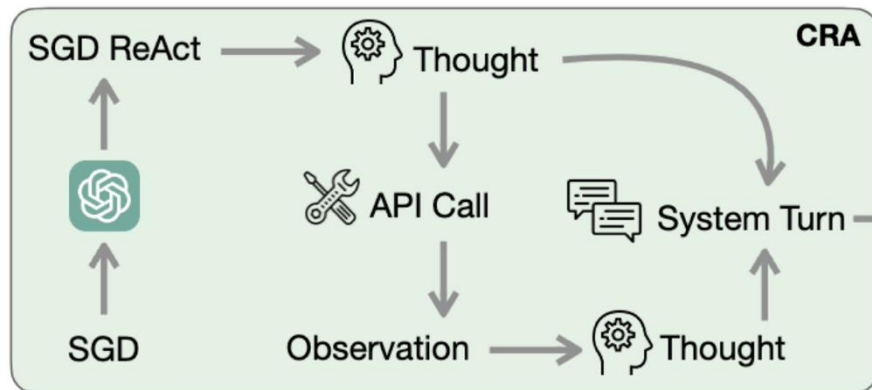 CRA
SGD ReAct
Thought
API Call
System Turn
SGD
Observation
Thought